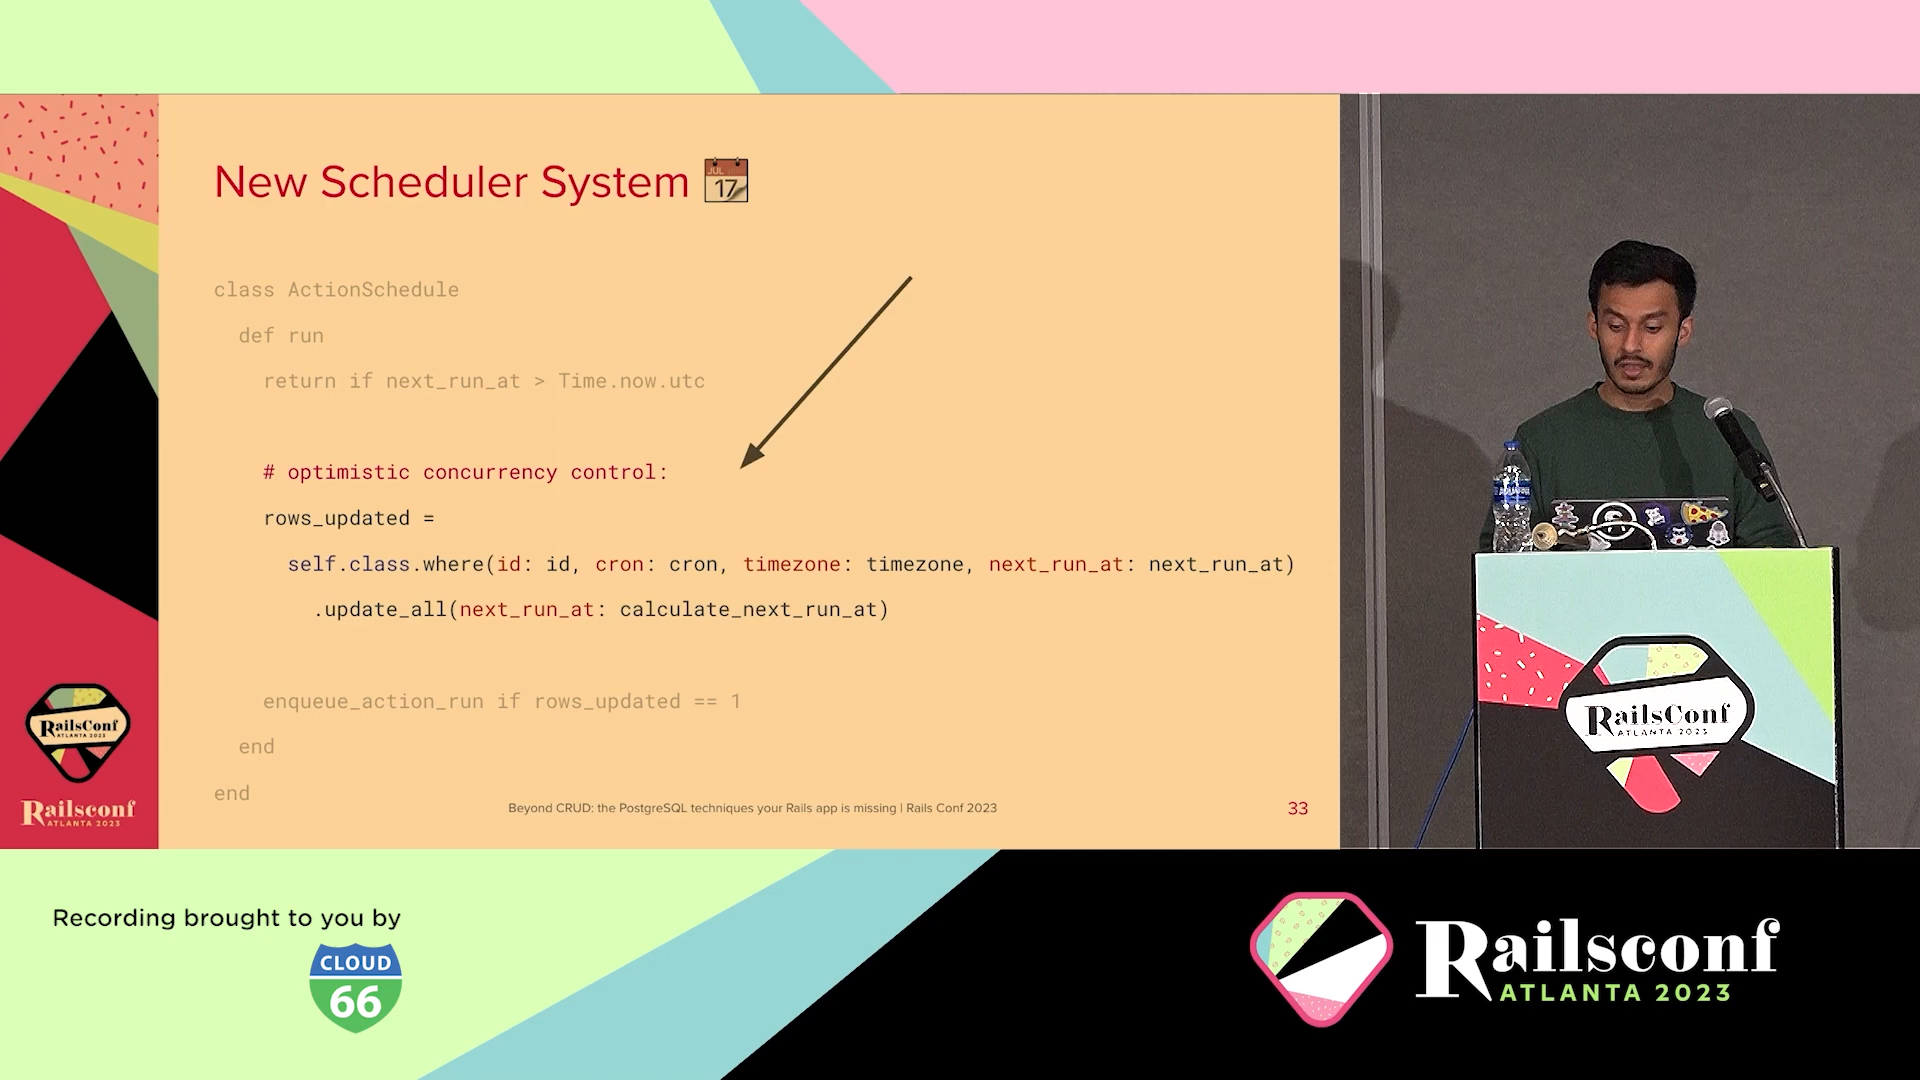 New Scheduler System
JUL
17
class ActionSchedule
def run
return if next_run_at > Time.now.utc
# optimistic concurrency control:
rows_updated =
self.class.where(id: id, cron: cron, timezone: timezone, next_run_at: next_run_at)
.update_all(next_run_at: calculate_next_run_at)
enqueue_action_run if rows_updated == 1
end
end
Beyond CRUD: the PostgreSQL techniques your Rails app is missing | Rails Conf 2023
33
RailsConf
ATLANTA 2023
Railsconf
ATLANTA 2023
RailsConf
ATLANTA 2023
Recording brought to you by
CLOUD
66
Railsconf
ATLANTA 2023